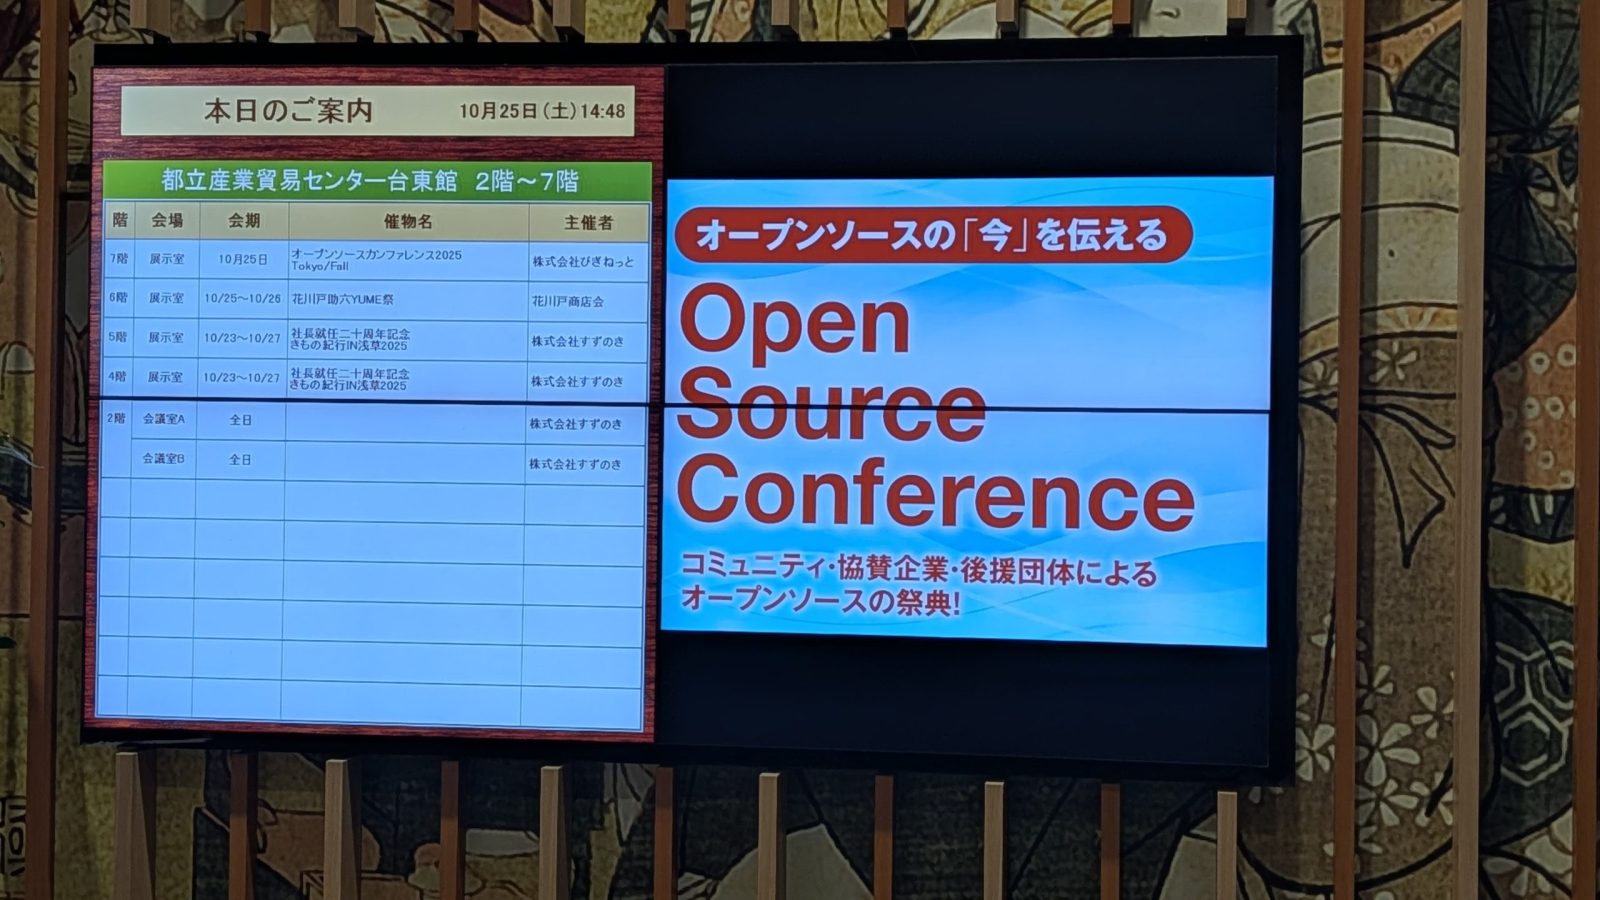 本日のご案内 10月25日(土)14:48
都立産業貿易センター台東館 2階～7階
階 会場 会期 催物名 主催者
7階 展示室 10月25日 オープンソースカンファレンス2025 株式会社びぎねっと
Tokyo/Fall
6階 展示室 10/25～10/26 花川戸助六YUME祭 花川戸商店会
5階 展示室 10/23～10/27 社長就任二十周年記念 株式会社すずのき
きもの紀行IN浅草2025
4階 展示室 10/23～10/27 社長就任二十周年記念 株式会社すずのき
きもの紀行IN浅草2025
2階 会議室A 全日 株式会社すずのき
会議室B 全日 株式会社すずのき
オープンソースの「今」を伝える
Open
Source
Conference
コミュニティ・協賛企業・後援団体による
オープンソースの祭典!